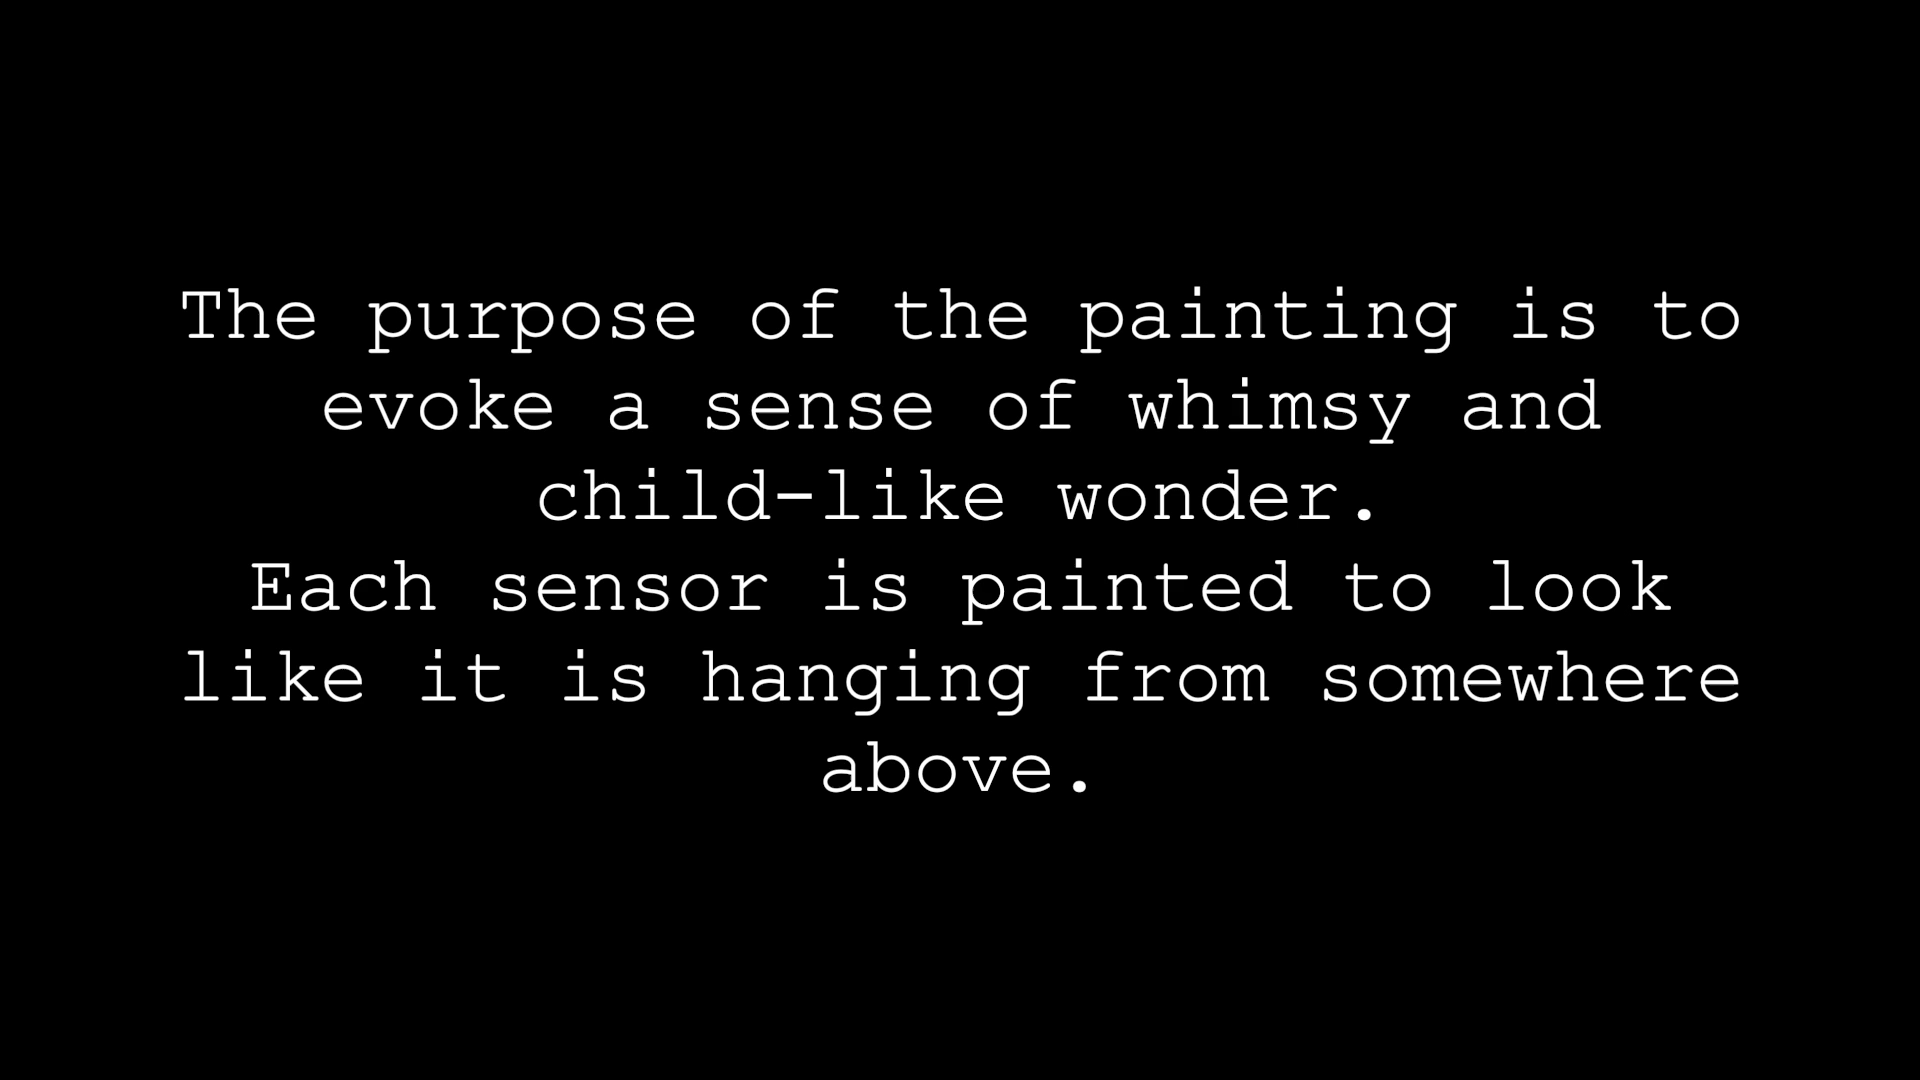 The purpose of the painting is to
evoke a sense of whimsy and
child-like wonder.
Each sensor is painted to look
like it is hanging from somewhere
above.